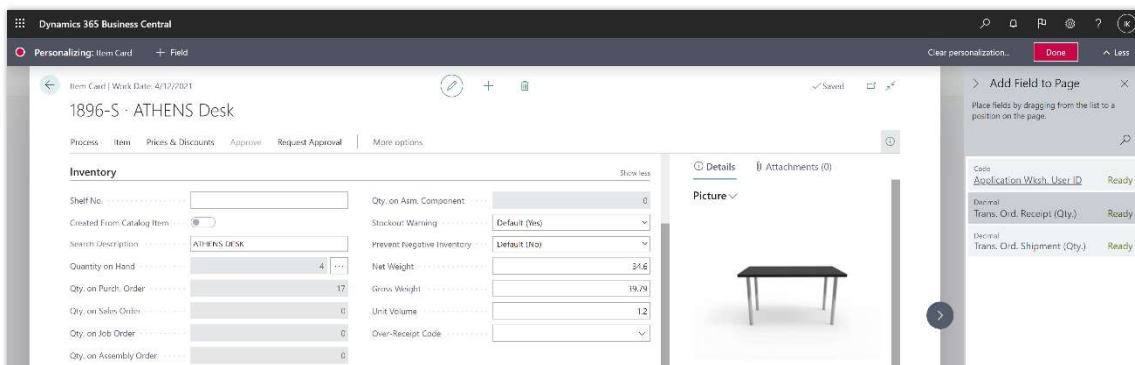 Dynamics 365 Business Central
?
IK
Personalizing: Item Card
+ Field
Clear personalization...
Done
Less
Item Card | Work Date: 4/12/2021
Saved
1896-S · ATHENS Desk
Process Item Prices & Discounts Approve Request Approval More options
Inventory
Show less
Shelf No.
Created From Catalog Item
Search Description ATHENS DESK
Quantity on Hand 4 ...
Qty. on Purch. Order 17
Qty. on Sales Order 0
Qty. on Job Order 0
Qty. on Assembly Order 0
Qty. on Asm. Component 0
Stockout Warning Default (Yes)
Prevent Negative Inventory Default (No)
Net Weight 34.6
Gross Weight 39.79
Unit Volume 1.2
Over-Receipt Code
Details Attachments (0)
Picture
Add Field to Page
Place fields by dragging from the list to a
position on the page.
Code
Application Wksh. User ID Ready
Decimal
Trans. Ord. Receipt (Qty.) Ready
Decimal
Trans. Ord. Shipment (Qty.) Ready